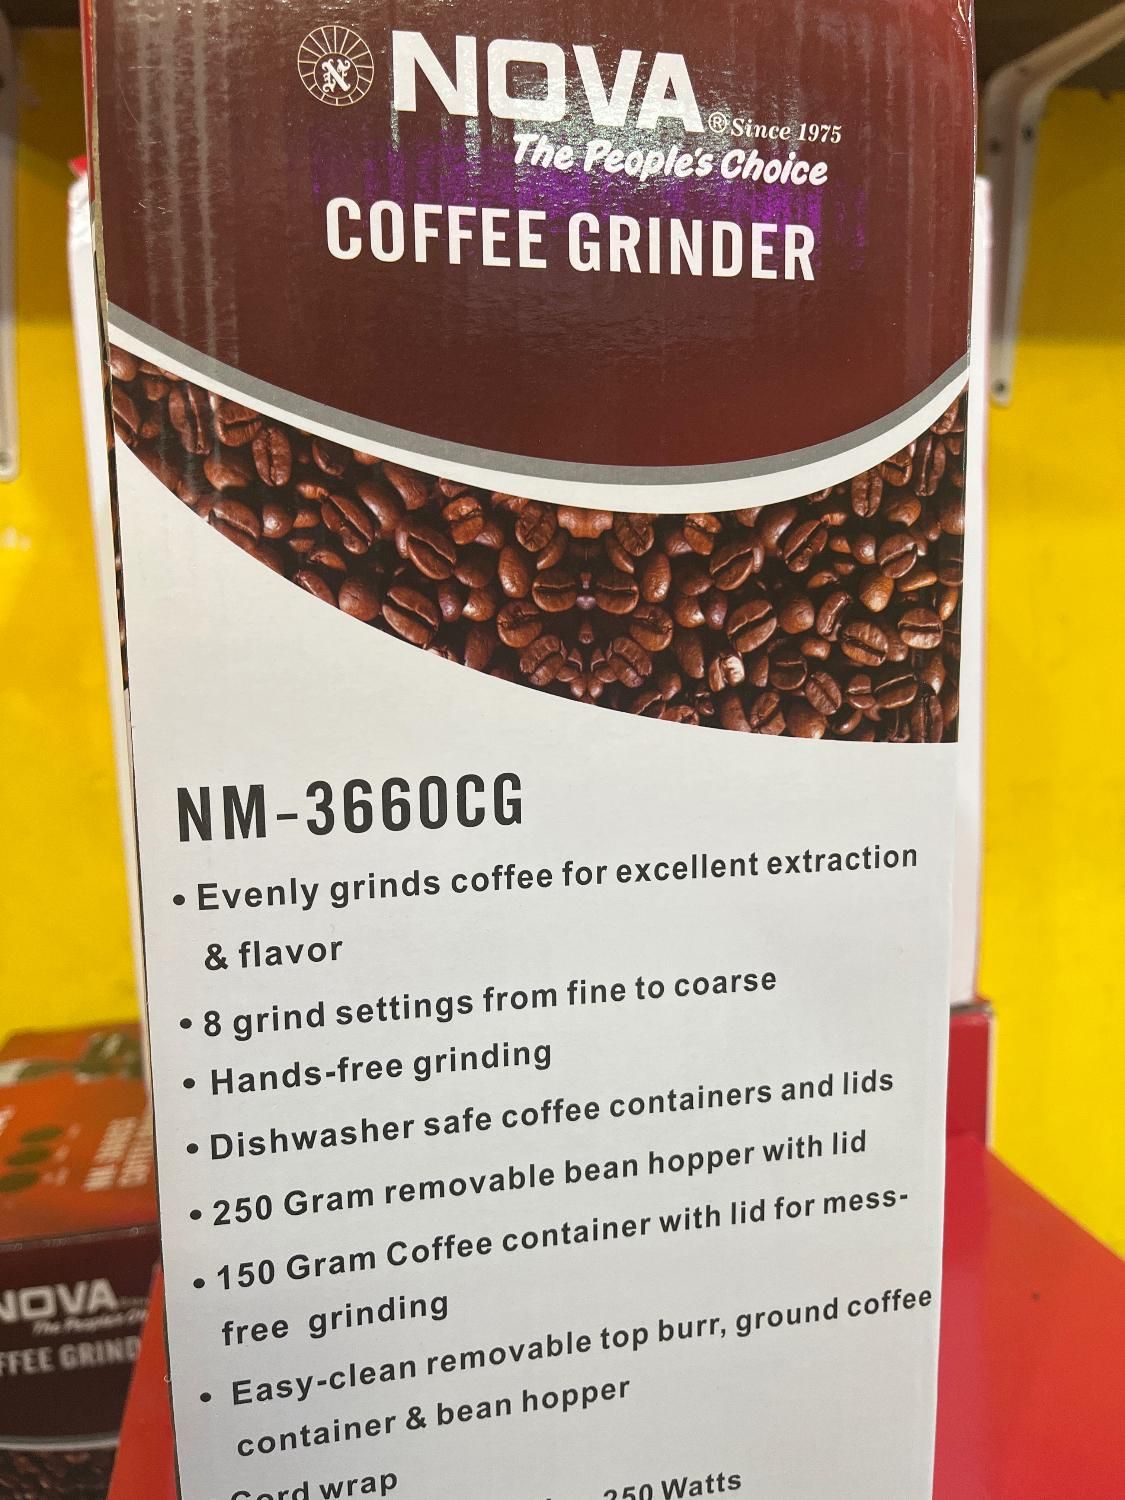 N NOVA ® Since 1975
The People's Choice
COFFEE GRINDER
NM-3660CG
• Evenly grinds coffee for excellent extraction
& flavor
• 8 grind settings from fine to coarse
• Hands-free grinding
• Dishwasher safe coffee containers and lids
• 250 Gram removable bean hopper with lid
• 150 Gram Coffee container with lid for mess-
free grinding
• Easy-clean removable top burr, ground coffee
container & bean hopper
Cord wrap
250 Watts
NOVA
The People's
FFEE GRIND